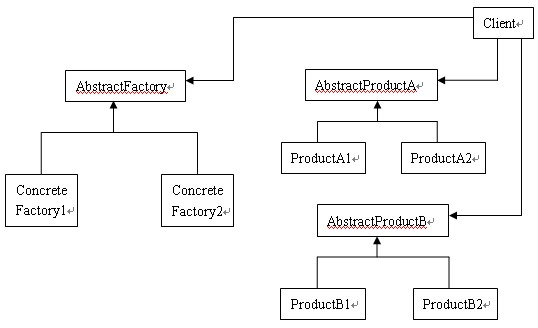 Client
AbstractFactory
AbstractProductA
ProductA1
ProductA2
Concrete
Factory1
Concrete
Factory2
AbstractProductB
ProductB1
ProductB2